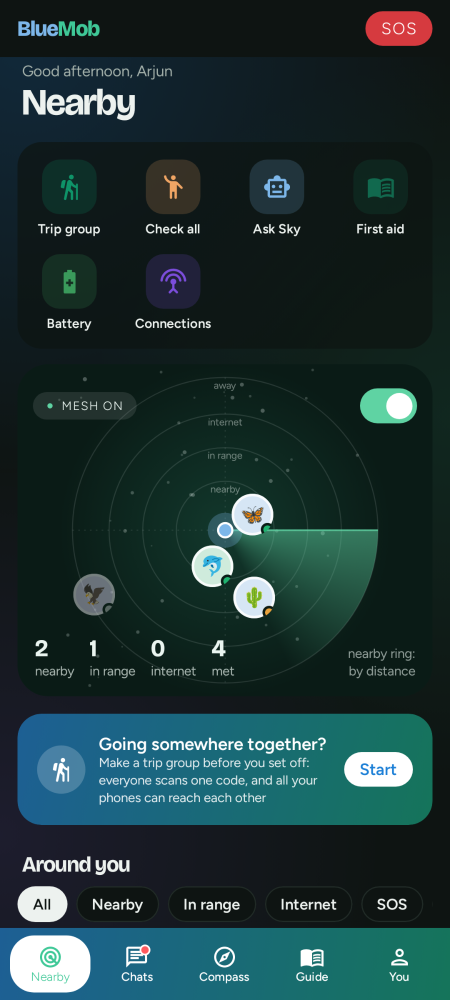 BlueMob
SOS
Good afternoon, Arjun
Nearby
Trip group
Check all
Ask Sky
First aid
Battery
Connections
away
MESH ON
internet
in range
nearby
2 nearby
1 in range
0 internet
4 met
nearby ring:
by distance
Going somewhere together?
Make a trip group before you set off:
everyone scans one code, and all your
phones can reach each other
Start
Around you
All
Nearby
In range
Internet
SOS
Nearby
Chats
Compass
Guide
You